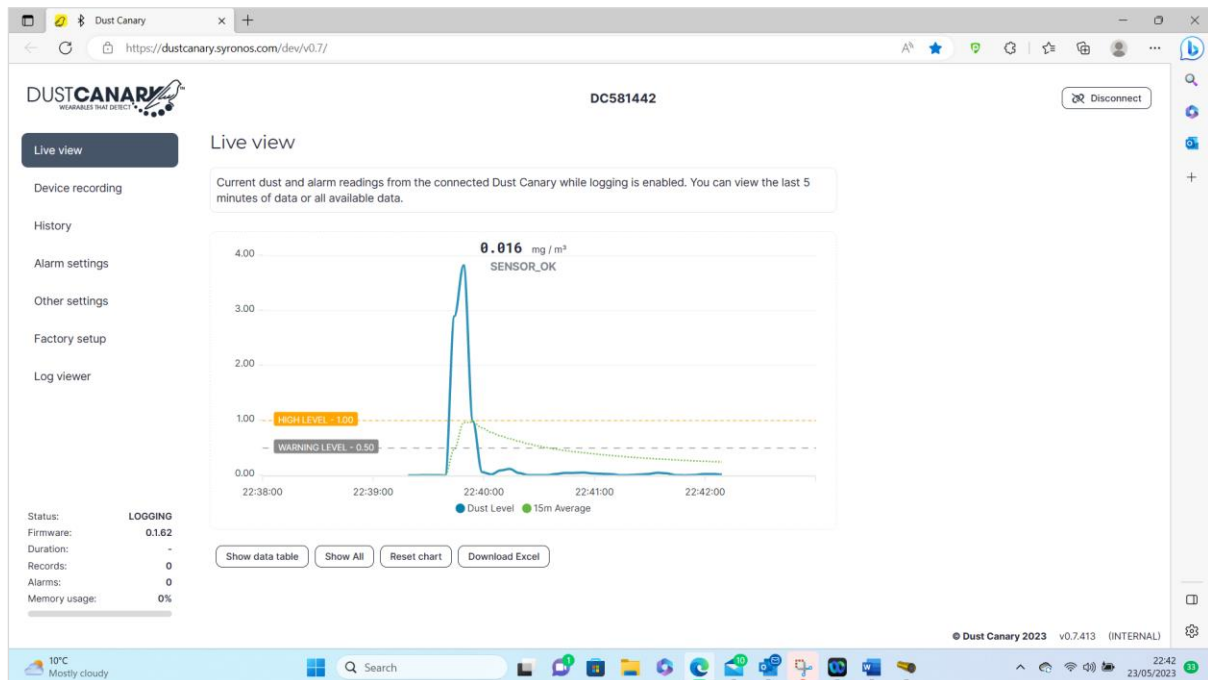 Dust Canary
https://dustcanary.syronos.com/dev/v0.7/
DUSTCANARY™
WEARABLES THAT DETECT
DC581442
Disconnect
Live view
Device recording
History
Alarm settings
Other settings
Factory setup
Log viewer
Status: LOGGING
Firmware: 0.1.62
Duration: -
Records: 0
Alarms: 0
Memory usage: 0%
Live view
Current dust and alarm readings from the connected Dust Canary while logging is enabled. You can view the last 5
minutes of data or all available data.
0.016 mg / m³
SENSOR_OK
4.00
3.00
2.00
1.00
HIGH LEVEL - 1.00
WARNING LEVEL - 0.50
0.00
22:38:00 22:39:00 22:40:00 22:41:00 22:42:00
Dust Level 15m Average
Show data table Show All Reset chart Download Excel
© Dust Canary 2023 v0.7.413 (INTERNAL)
10°C
Mostly cloudy
Search
22:42
23/05/2023
33